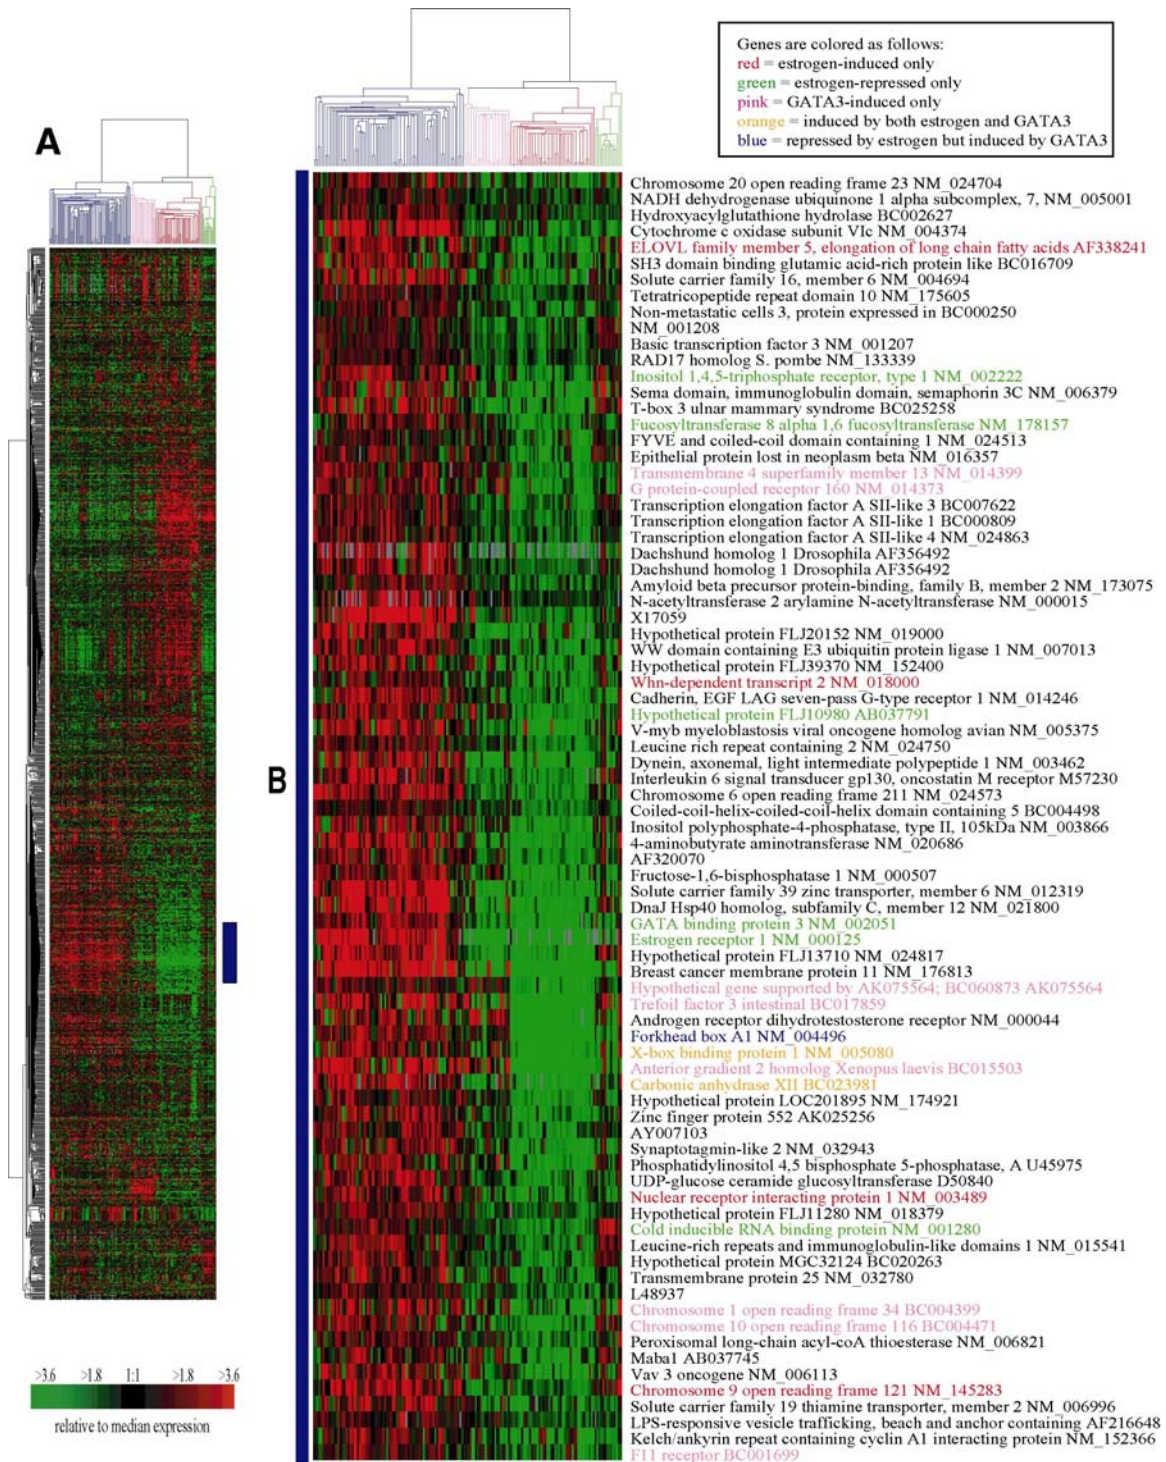 A
B
Genes are colored as follows:
red = estrogen-induced only
green = estrogen-repressed only
pink = GATA3-induced only
orange = induced by both estrogen and GATA3
blue = repressed by estrogen but induced by GATA3
Chromosome 20 open reading frame 23 NM_024704
NADH dehydrogenase ubiquinone 1 alpha subcomplex, 7, NM_005001
Hydroxyacylglutathione hydrolase BC002627
Cytochrome c oxidase subunit VIc NM_004374
ELOVL family member 5, elongation of long chain fatty acids AF338241
SH3 domain binding glutamic acid-rich protein like BC016709
Solute carrier family 16, member 6 NM_004694
Tetratricopeptide repeat domain 10 NM_175605
Non-metastatic cells 3, protein expressed in BC000250
NM_001208
Basic transcription factor 3 NM_001207
RAD17 homolog S. pombe NM_133339
Inositol 1,4,5-triphosphate receptor, type 1 NM_002222
Sema domain, immunoglobulin domain, semaphorin 3C NM_006379
T-box 3 ulnar mammary syndrome BC025258
Fucosyltransferase 8 alpha 1,6 fucosyltransferase NM_178157
FYVE and coiled-coil domain containing 1 NM_024513
Epithelial protein lost in neoplasm beta NM_016357
Transmembrane 4 superfamily member 13 NM_014399
G protein-coupled receptor 160 NM_014373
Transcription elongation factor A SII-like 3 BC007622
Transcription elongation factor A SII-like 1 BC000809
Transcription elongation factor A SII-like 4 NM_024863
Dachshund homolog 1 Drosophila AF356492
Dachshund homolog 1 Drosophila AF356492
Amyloid beta precursor protein-binding, family B, member 2 NM_173075
N-acetyltransferase 2 arylamine N-acetyltransferase NM_000015
X17059
Hypothetical protein FLJ20152 NM_019000
WW domain containing E3 ubiquitin protein ligase 1 NM_007013
Hypothetical protein FLJ39370 NM_152400
Whn-dependent transcript 2 NM_018000
Cadherin, EGF LAG seven-pass G-type receptor 1 NM_014246
Hypothetical protein FLJ10980 AB037791
V-myb myeloblastosis viral oncogene homolog avian NM_005375
Leucine rich repeat containing 2 NM_024750
Dynein, axonemal, light intermediate polypeptide 1 NM_003462
Interleukin 6 signal transducer gp130, oncostatin M receptor M57230
Chromosome 6 open reading frame 211 NM_024573
Coiled-coil-helix-coiled-coil-helix domain containing 5 BC004498
Inositol polyphosphate-4-phosphatase, type II, 105kDa NM_003866
4-aminobutyrate aminotransferase NM_020686
AF320070
Fructose-1,6-bisphosphatase 1 NM_000507
Solute carrier family 39 zinc transporter, member 6 NM_012319
DnaJ Hsp40 homolog, subfamily C, member 12 NM_021800
GATA binding protein 3 NM_002051
Estrogen receptor 1 NM_000125
Hypothetical protein FLJ13710 NM_024817
Breast cancer membrane protein 11 NM_176813
Hypothetical gene supported by AK075564; BC060873 AK075564
Trefoil factor 3 intestinal BC017859
Androgen receptor dihydrotestosterone receptor NM_000044
Forkhead box A1 NM_004496
X-box binding protein 1 NM_005080
Anterior gradient 2 homolog Xenopus laevis BC015503
Carbonic anhydrase XII BC023981
Hypothetical protein LOC201895 NM_174921
Zinc finger protein 552 AK025256
AY007103
Synaptotagmin-like 2 NM_032943
Phosphatidylinositol 4,5 bisphosphate 5-phosphatase, A U45975
UDP-glucose ceramide glucosyltransferase D50840
Nuclear receptor interacting protein 1 NM_003489
Hypothetical protein FLJ11280 NM_018379
Cold inducible RNA binding protein NM_001280
Leucine-rich repeats and immunoglobulin-like domains 1 NM_015541
Hypothetical protein MGC32124 BC020263
Transmembrane protein 25 NM_032780
L48937
Chromosome 1 open reading frame 34 BC004399
Chromosome 10 open reading frame 116 BC004471
Peroxisomal long-chain acyl-coA thioesterase NM_006821
Maba1 AB037745
Vav 3 oncogene NM_006113
Chromosome 9 open reading frame 121 NM_145283
Solute carrier family 19 thiamine transporter, member 2 NM_006996
LPS-responsive vesicle trafficking, beach and anchor containing AF216648
Kelch/ankyrin repeat containing cyclin A1 interacting protein NM_152366
F11 receptor BC001699
>3.6 >1.8 1:1 >1.8 >3.6
relative to median expression